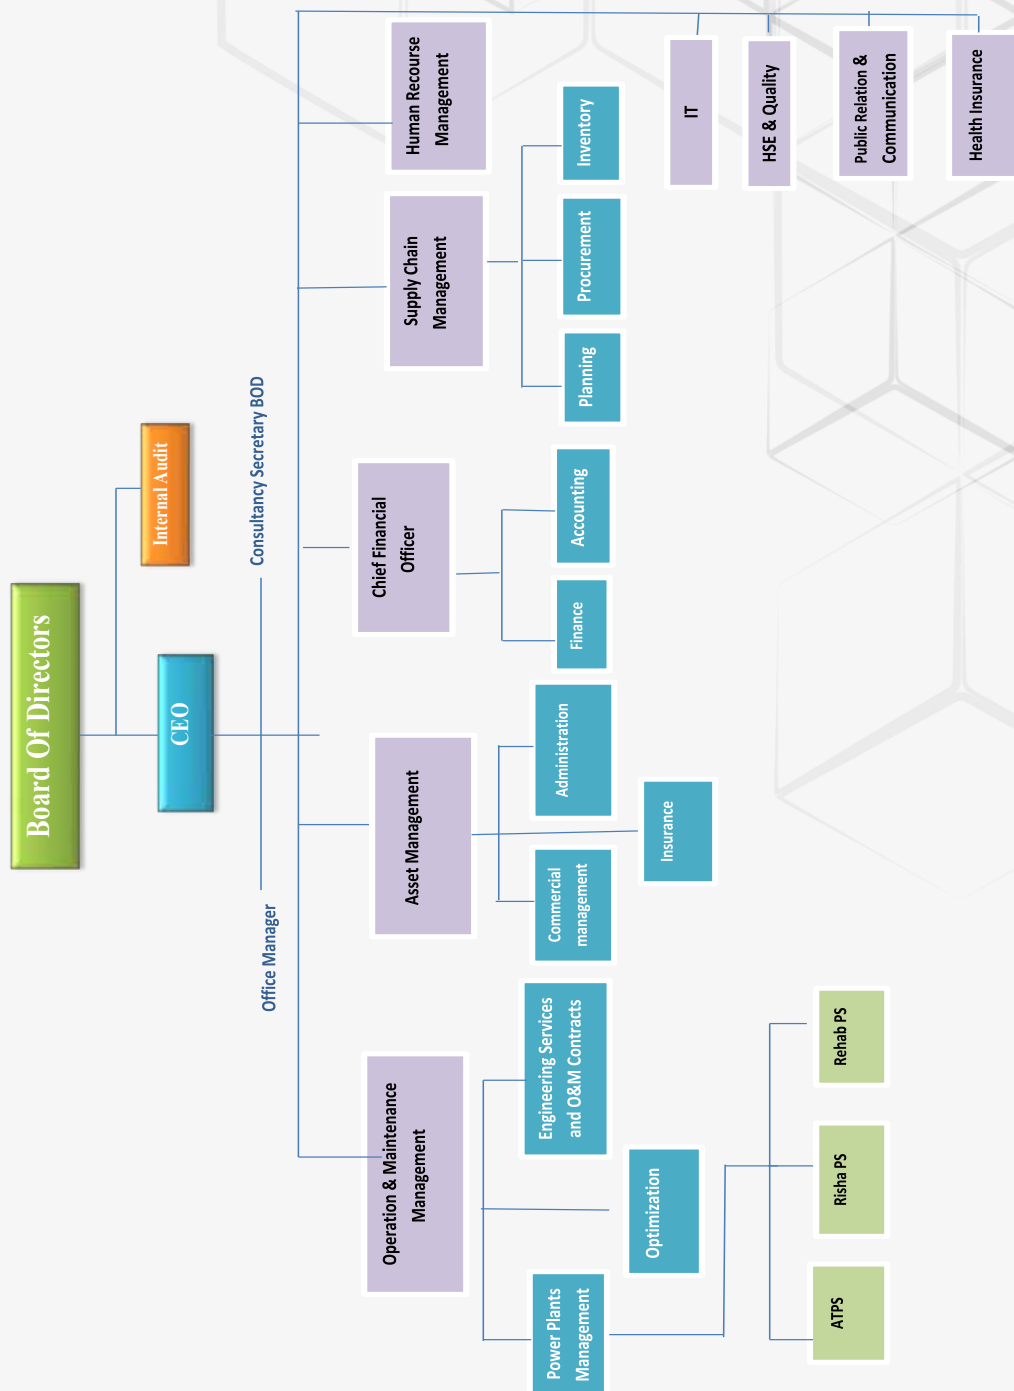 Board Of Directors
Internal Audit
CEO
Office Manager
Consultancy Secretary BOD
Operation & Maintenance
Management
Asset Management
Chief Financial
Officer
Supply Chain
Management
Human Recourse
Management
Power Plants
Management
Optimization
Engineering Services
and O&M Contracts
Commercial
management
Insurance
Administration
Finance
Accounting
Planning
Procurement
Inventory
IT
HSE & Quality
Public Relation &
Communication
Health Insurance
ATPS
Risha PS
Rehab PS